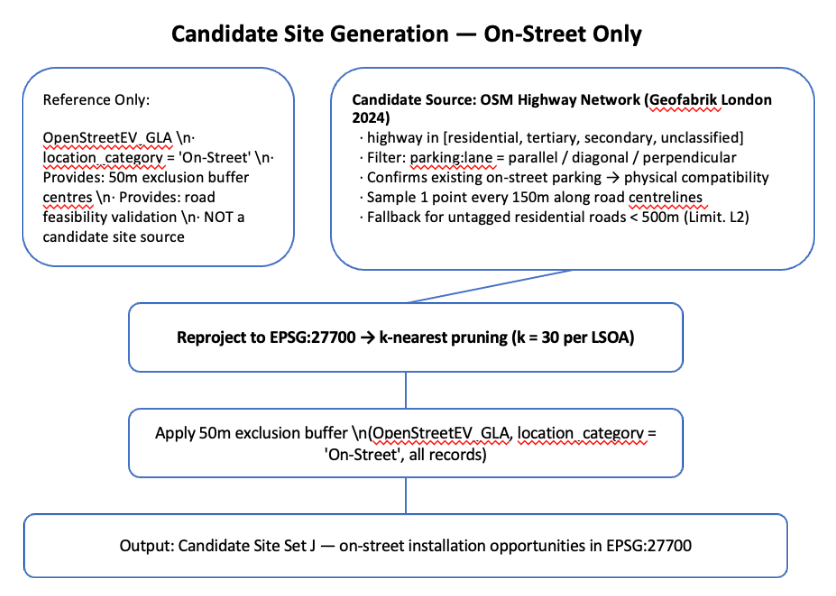 Candidate Site Generation — On-Street Only
Reference Only:
OpenStreetEV_GLA \n·
location_category = 'On-Street' \n·
Provides: 50m exclusion buffer
centres \n· Provides: road
feasibility validation \n· NOT a
candidate site source
Candidate Source: OSM Highway Network (Geofabrik London
2024)
· highway in [residential, tertiary, secondary, unclassified]
· Filter: parking:lane = parallel / diagonal / perpendicular
· Confirms existing on-street parking → physical compatibility
· Sample 1 point every 150m along road centrelines
· Fallback for untagged residential roads < 500m (Limit. L2)
Reproject to EPSG:27700 → k-nearest pruning (k = 30 per LSOA)
Apply 50m exclusion buffer \n(OpenStreetEV_GLA, location_category =
'On-Street', all records)
Output: Candidate Site Set J — on-street installation opportunities in EPSG:27700